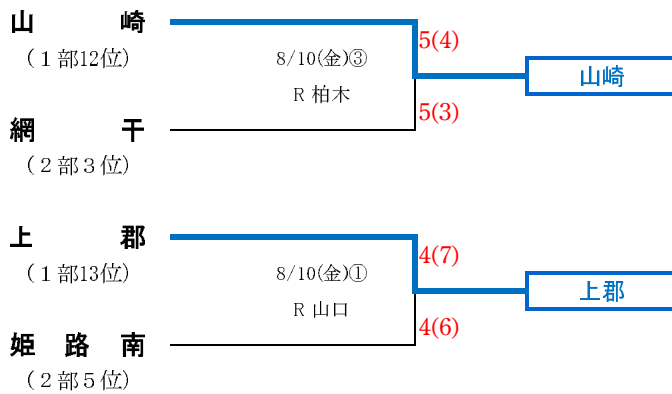 山崎
（１部12位）
8/10(金)③
R 柏木
5(4)
山崎
5(3)
網干
（２部３位）
上郡
（１部13位）
8/10(金)①
R 山口
4(7)
上郡
4(6)
姫路南
（２部５位）